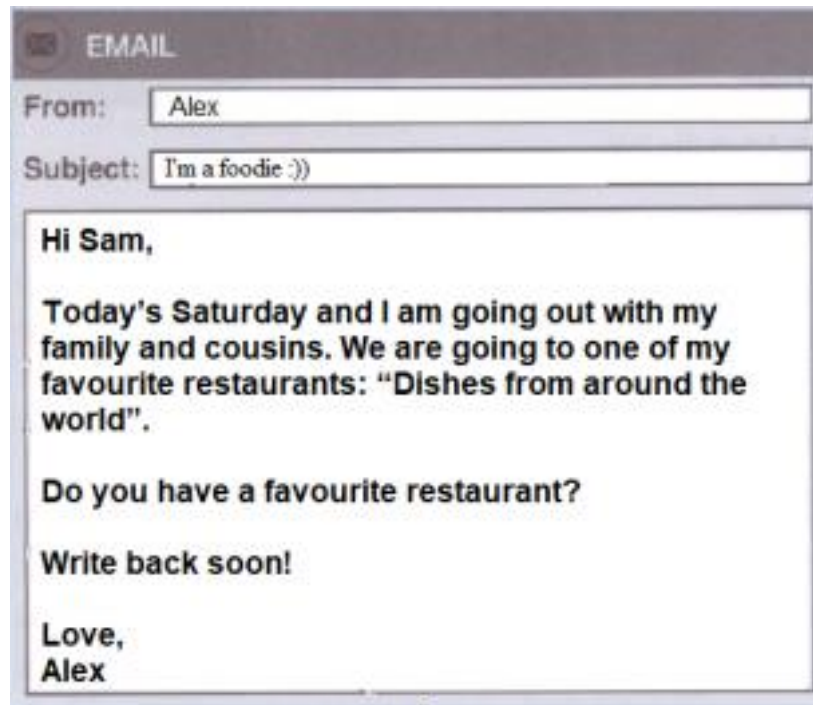 EMAIL
From: Alex
Subject: I'm a foodie :))
Hi Sam,
Today's Saturday and I am going out with my
family and cousins. We are going to one of my
favourite restaurants: “Dishes from around the
world”.
Do you have a favourite restaurant?
Write back soon!
Love,
Alex